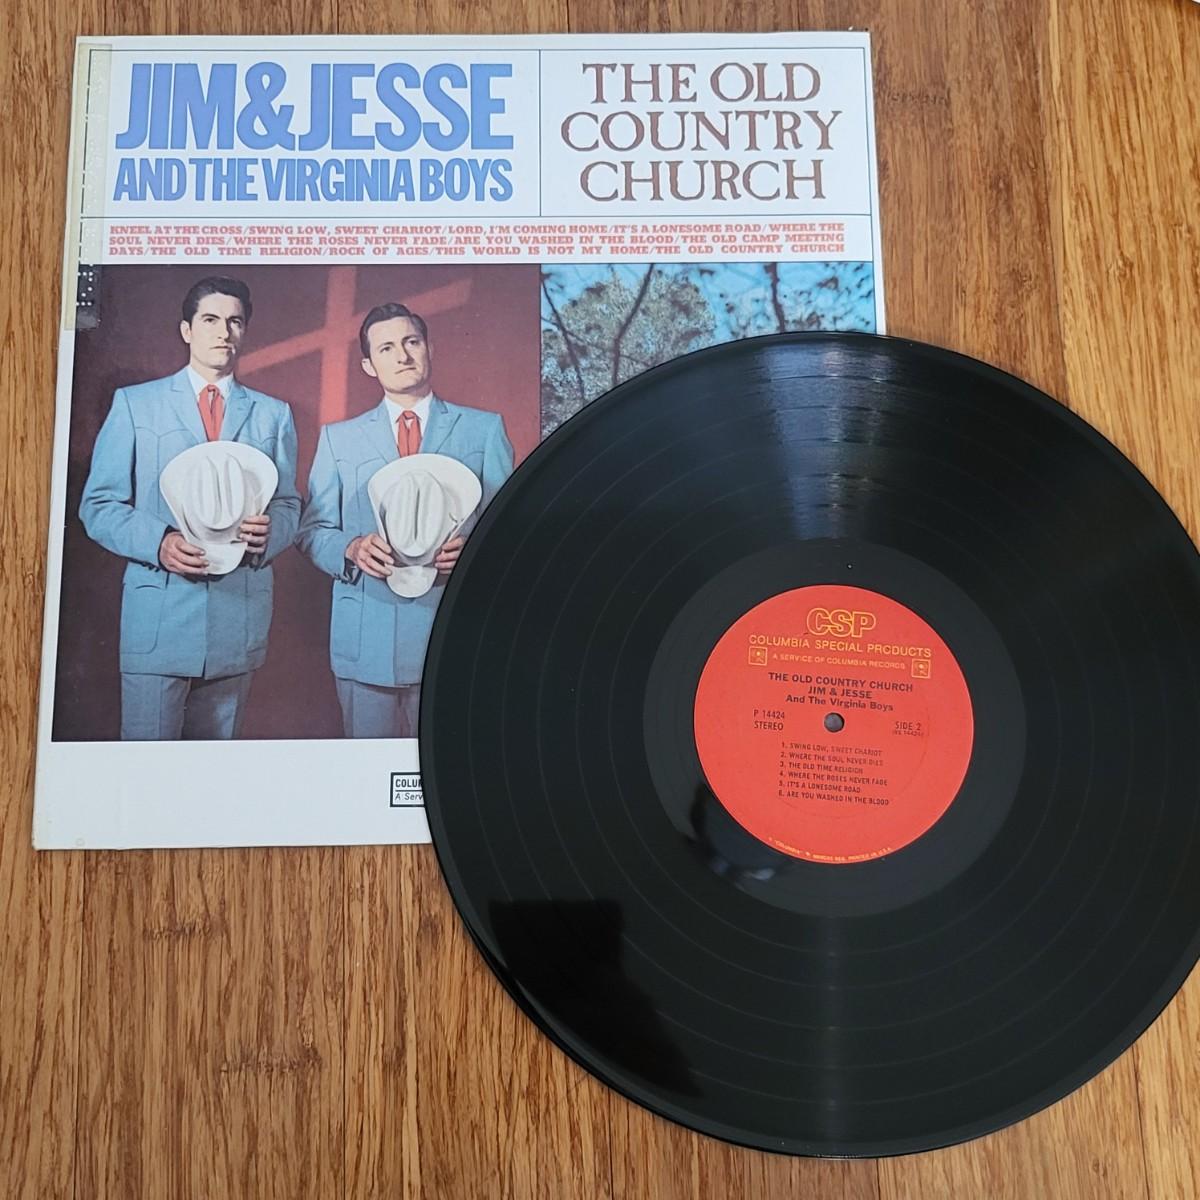 JIM & JESSE
AND THE VIRGINIA BOYS
THE OLD
COUNTRY
CHURCH
KNEEL AT THE CROSS/SWING LOW, SWEET CHARIOT/LORD, I'M COMING HOME/IT'S A LONESOME ROAD/WHERE THE
SOUL NEVER DIES/WHERE THE ROSES NEVER FADE/ARE YOU WASHED IN THE BLOOD/THE OLD CAMP MEETING
DAYS/THE OLD TIME RELIGION/ROCK OF AGES/THIS WORLD IS NOT MY HOME/THE OLD COUNTRY CHURCH
A
CSP
COLUMBIA SPECIAL PRODUCTS
A SERVICE OF COLUMBIA RECORDS
THE OLD COUNTRY CHURCH
JIM & JESSE
And The Virginia Boys
P 14424
STEREO
SIDE 2
1. SWING LOW, SWEET CHARIOT
2. WHERE THE SOUL NEVER DIES
3. THE OLD TIME RELIGION
4. WHERE THE ROSES NEVER FADE
5. IT'S A LONESOME ROAD
6. ARE YOU WASHED IN THE BLOOD
"COLUMBIA" MARCAS REG. PRINTED IN U.S.A.